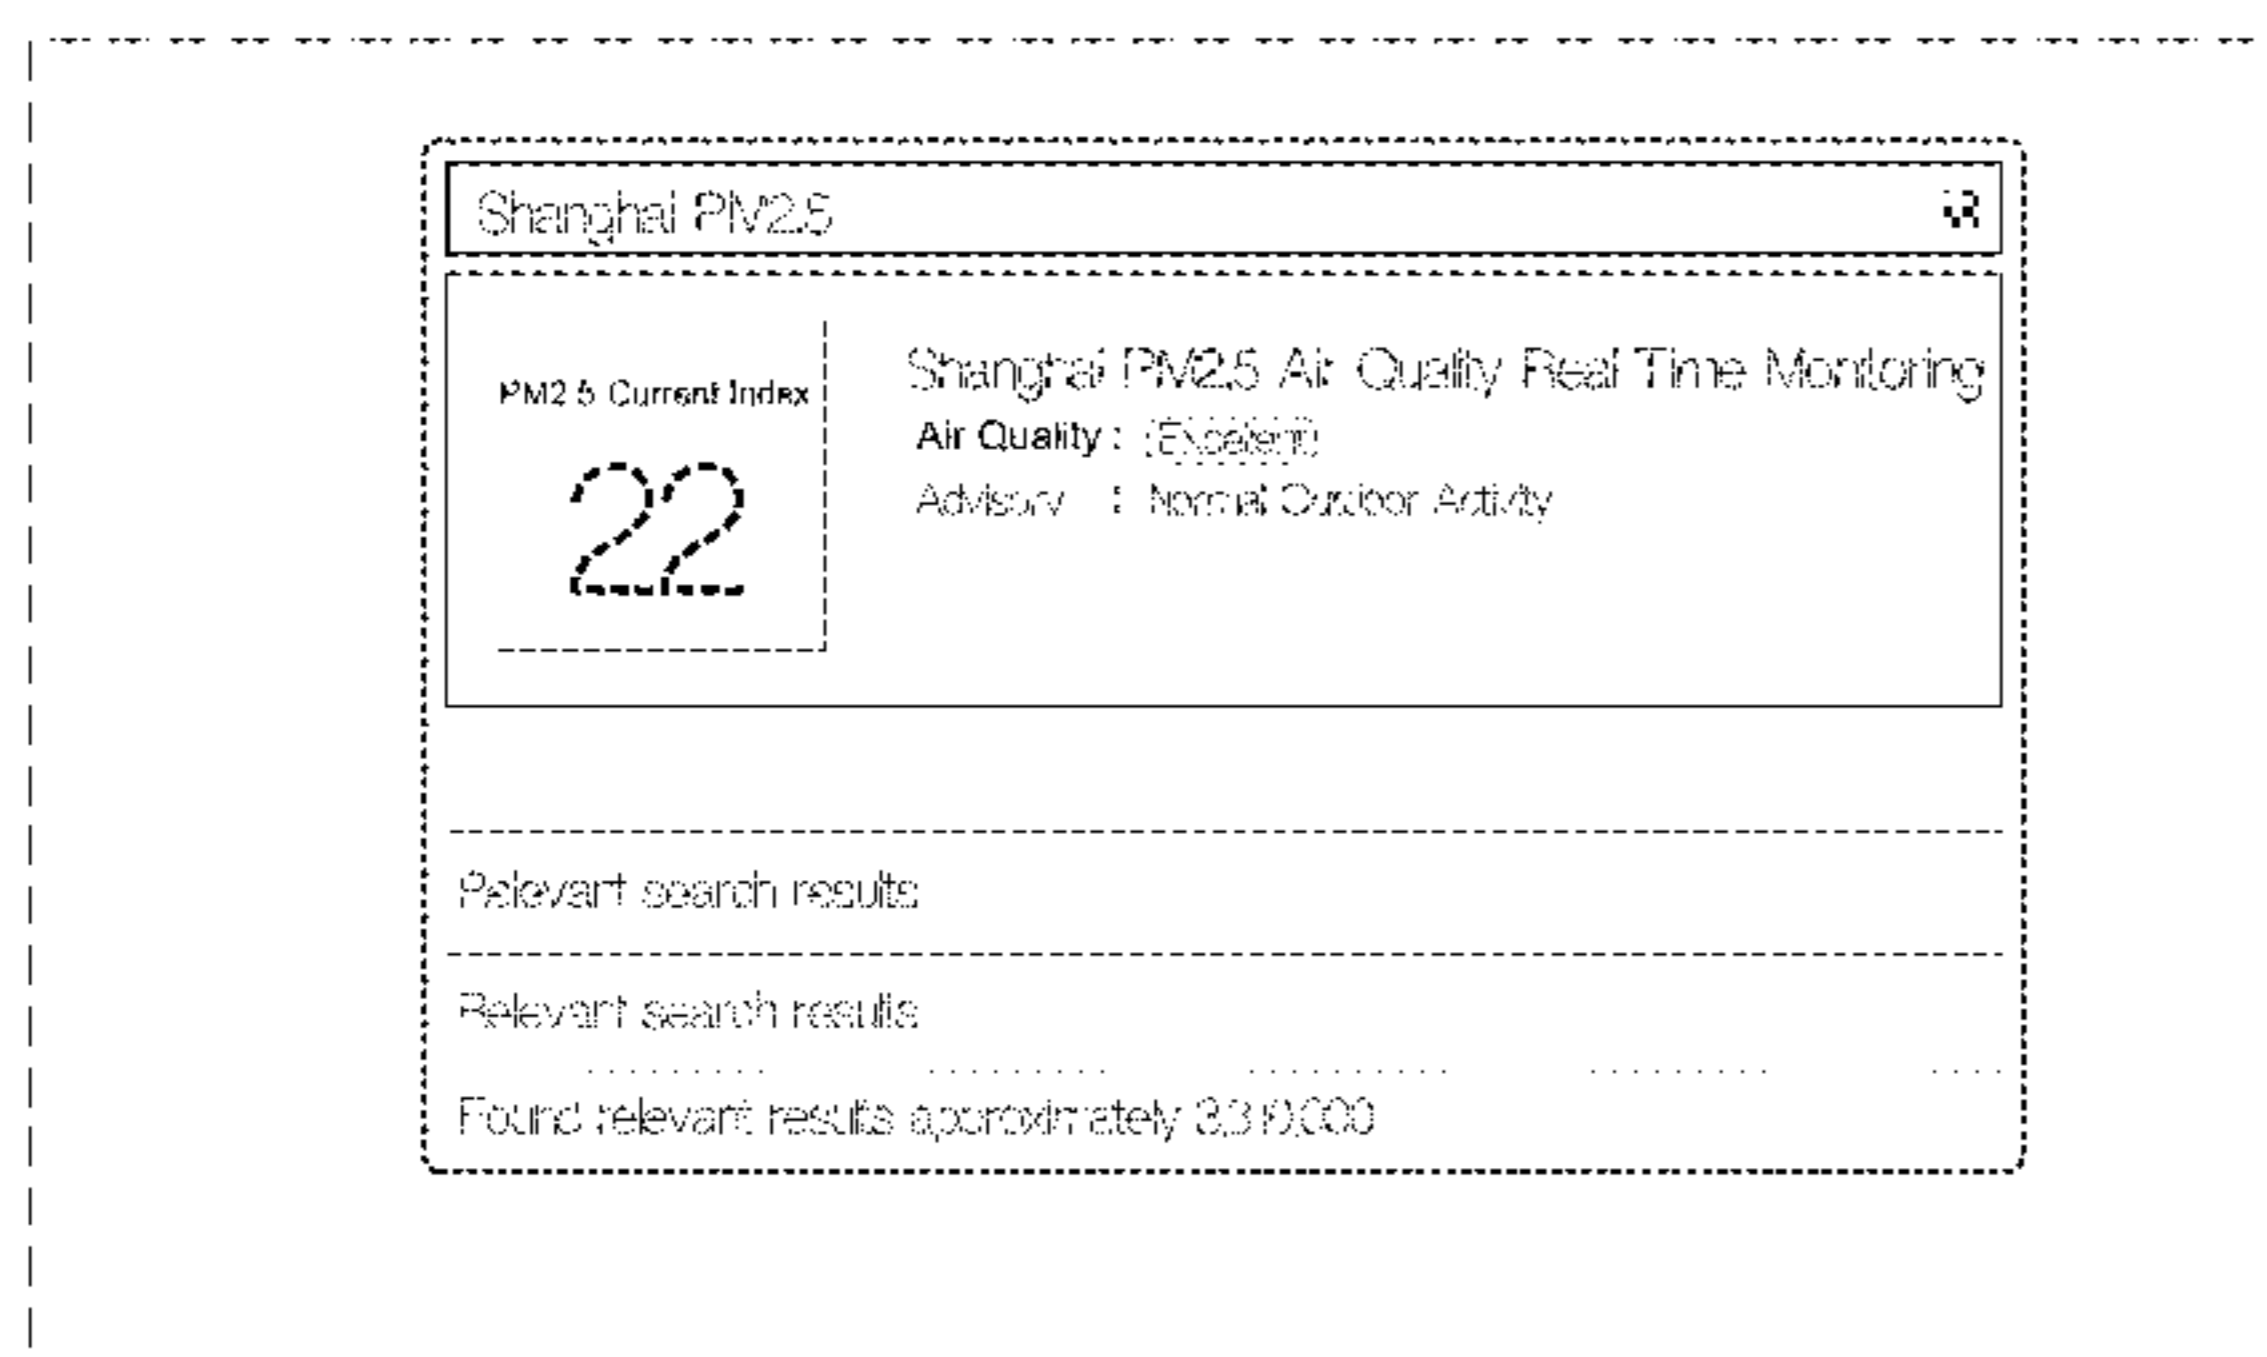 Shanghai PM2.5
PM2.5 Current Index
22
Shanghai PM2.5 Air Quality Real Time Monitoring
Air Quality : Excellent
Advisory : Normal Outdoor Activity
Relevant search results
Relevant search results
Found relevant results approximately